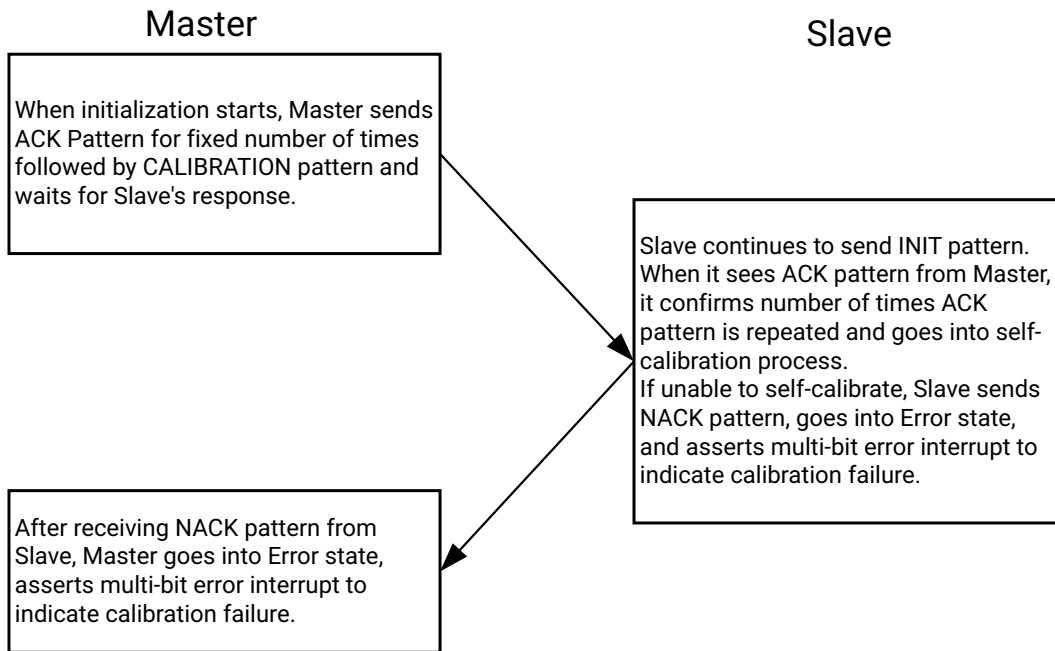 Master
Slave
When initialization starts, Master sends
ACK Pattern for fixed number of times
followed by CALIBRATION pattern and
waits for Slave's response.
Slave continues to send INIT pattern.
When it sees ACK pattern from Master,
it confirms number of times ACK
pattern is repeated and goes into self-
calibration process.
If unable to self-calibrate, Slave sends
NACK pattern, goes into Error state,
and asserts multi-bit error interrupt to
indicate calibration failure.
After receiving NACK pattern from
Slave, Master goes into Error state,
asserts multi-bit error interrupt to
indicate calibration failure.